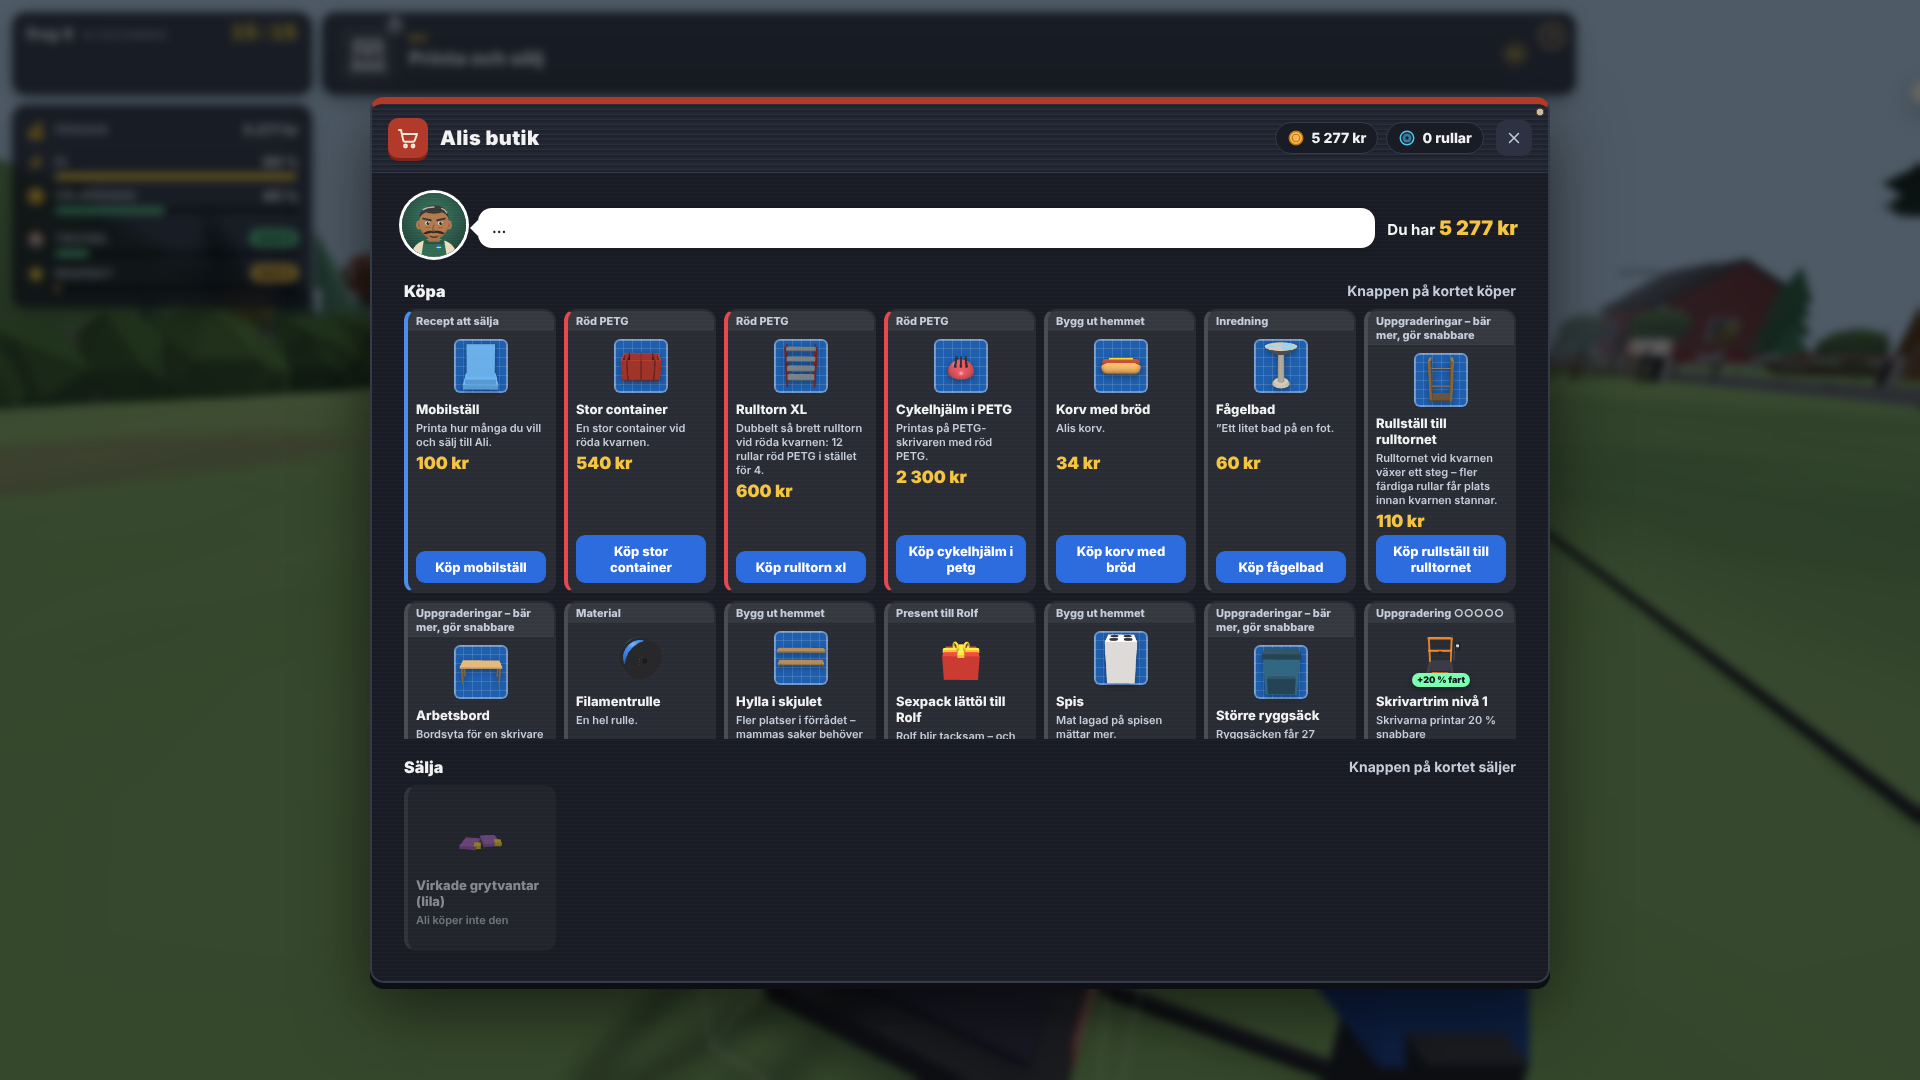 Printa och sälj
Alis butik
5 277 kr
0 rullar
...
Du har 5 277 kr
Köpa
Knappen på kortet köper
Recept att sälja
Mobilställ
Printa hur många du vill
och sälj till Ali.
100 kr
Köp mobilställ
Röd PETG
Stor container
En stor container vid
röda kvarnen.
540 kr
Köp stor
container
Röd PETG
Rulltorn XL
Dubbelt så brett rulltorn
vid röda kvarnen: 12
rullar röd PETG i stället
för 4.
600 kr
Köp rulltorn xl
Röd PETG
Cykelhjälm i PETG
Printas på PETG-
skrivaren med röd
PETG.
2 300 kr
Köp cykelhjälm i
petg
Bygg ut hemmet
Korv med bröd
Alis korv.
34 kr
Köp korv med
bröd
Inredning
Fågelbad
”Ett litet bad på en fot.
60 kr
Köp fågelbad
Uppgraderingar – bär
mer, gör snabbare
Rullställ till
rulltornet
Rulltornet vid kvarnen
växer ett steg – fler
färdiga rullar får plats
innan kvarnen stannar.
110 kr
Köp rullställ till
rulltornet
Uppgraderingar – bär
mer, gör snabbare
Arbetsbord
Bordsyta för en skrivare
Material
Filamentrulle
En hel rulle.
Bygg ut hemmet
Hylla i skjulet
Fler platser i förrådet –
mammas saker behöver
Present till Rolf
Sexpack lättöl till
Rolf
Rolf blir tacksam – och
Bygg ut hemmet
Spis
Mat lagad på spisen
mättar mer.
Uppgraderingar – bär
mer, gör snabbare
Större ryggsäck
Ryggsäcken får 27
Uppgradering
+20 % fart
Skrivartrim nivå 1
Skrivarna printar 20 %
snabbare
Sälja
Knappen på kortet säljer
Virkade grytvantar
(lila)
Ali köper inte den